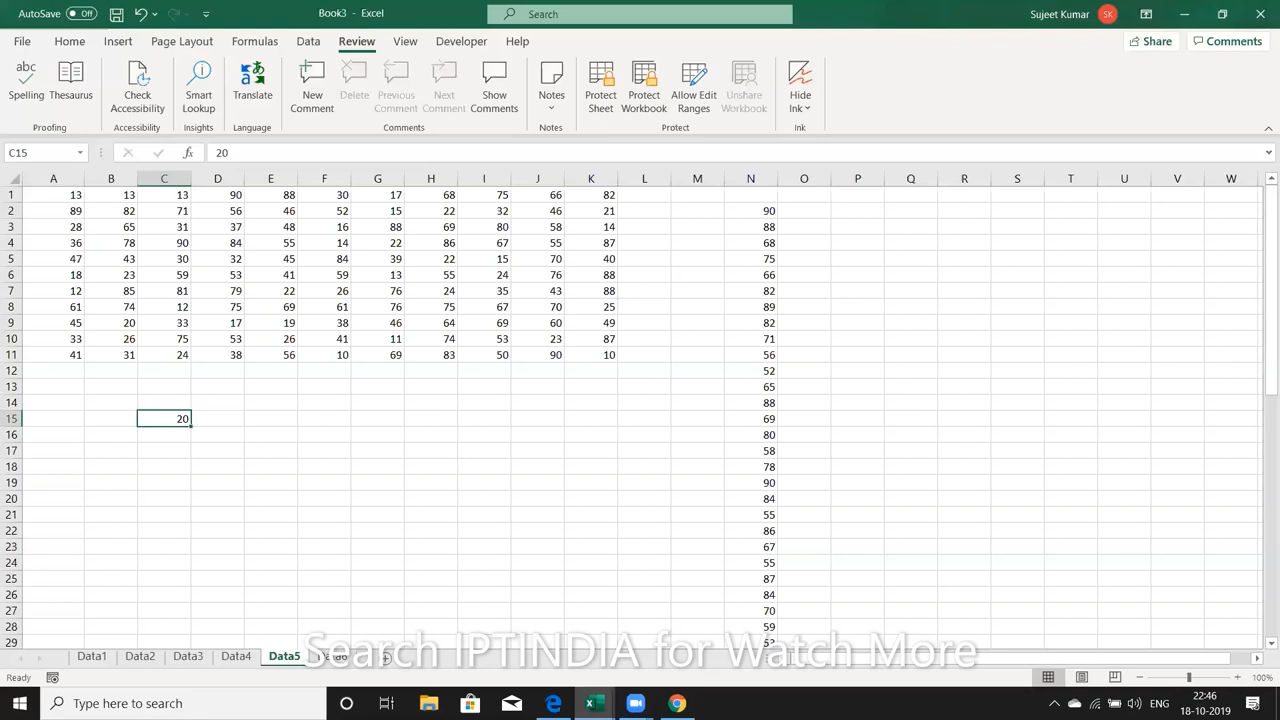 AutoSave Off Book3 - Excel Search Sujeet Kumar SK
File Home Insert Page Layout Formulas Data Review View Developer Help Share Comments
abc Spelling Thesaurus Check Accessibility Smart Lookup Translate New Comment Delete Previous Comment Next Comment Show Comments Notes Protect Sheet Protect Workbook Allow Edit Ranges Unshare Workbook Hide Ink
Proofing Accessibility Insights Language Comments Notes Protect Ink
C15 fx 20
A B C D E F G H I J K L M N O P Q R S T U V W
1 13 13 13 90 88 30 17 68 75 66 82
2 89 82 71 56 46 52 15 22 32 46 21 90
3 28 65 31 37 48 16 88 69 80 58 14 88
4 36 78 90 84 55 14 22 86 67 55 87 68
5 47 43 30 32 45 84 39 22 15 70 40 75
6 18 23 59 53 41 59 13 55 24 76 88 66
7 12 85 81 79 22 26 76 24 35 43 88 82
8 61 74 12 75 69 61 76 75 67 70 25 89
9 45 20 33 17 19 38 46 64 69 60 49 82
10 33 26 75 53 26 41 11 74 53 23 87 71
11 41 31 24 38 56 10 69 83 50 90 10 56
12 52
13 65
14 88
15 20 69
16 80
17 58
18 78
19 90
20 84
21 55
22 86
23 67
24 55
25 87
26 84
27 70
28 59
29
Search IPTINDIA for Watch More
Data1 Data2 Data3 Data4 Data5
Ready 100%
Type here to search 22:46
18-10-2019